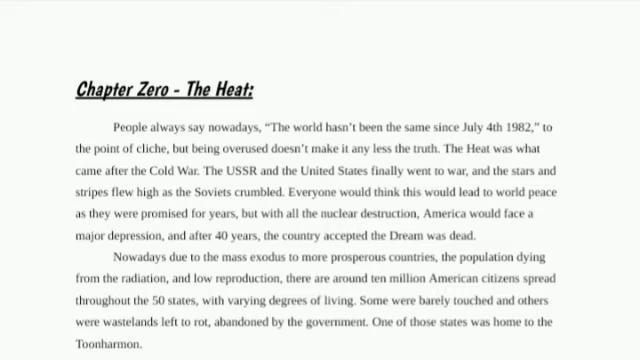 Chapter Zero - The Heat:
People always say nowadays, “The world hasn’t been the same since July 4th 1982,” to
the point of cliche, but being overused doesn’t make it any less the truth. The Heat was what
came after the Cold War. The USSR and the United States finally went to war, and the stars and
stripes flew high as the Soviets crumbled. Everyone would think this would lead to world peace
as they were promised for years, but with all the nuclear destruction, America would face a
major depression, and after 40 years, the country accepted the Dream was dead.
Nowadays due to the mass exodus to more prosperous countries, the population dying
from the radiation, and low reproduction, there are around ten million American citizens spread
throughout the 50 states, with varying degrees of living. Some were barely touched and others
were wastelands left to rot, abandoned by the government. One of those states was home to the
Toonharmon.